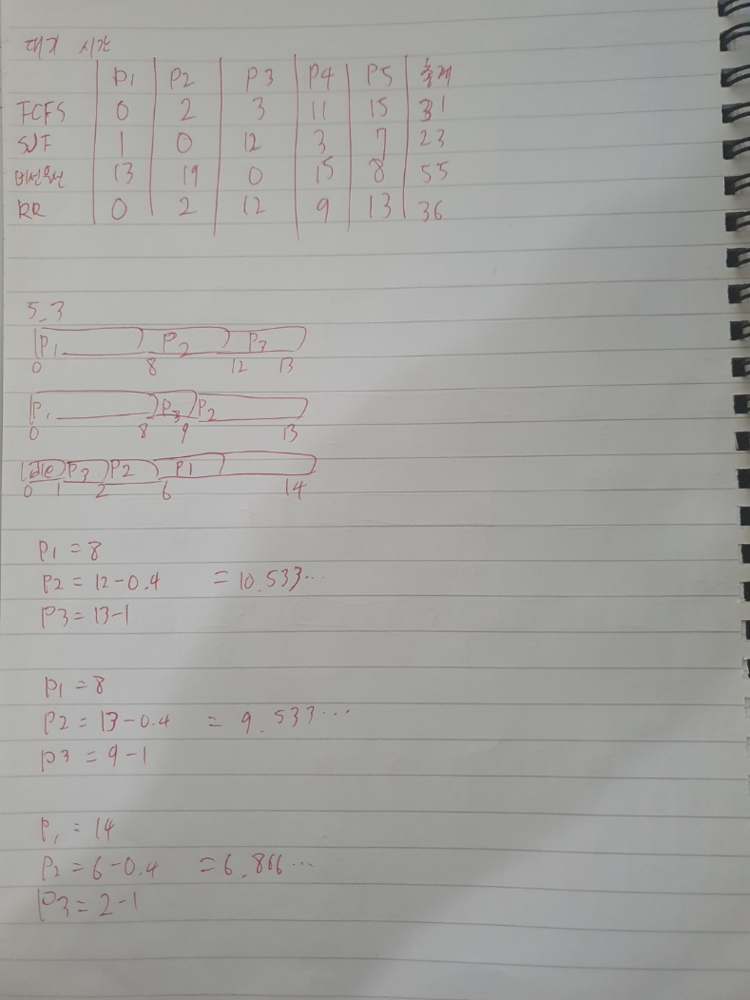 대기 시간
P1 P2 P3 P4 P5 총계
FCFS 0 2 3 11 15 31
SJF 1 0 12 3 7 23
비선우선 13 19 0 15 8 55
RR 0 2 12 9 13 36
5.3
P1 P2 P3
0 8 12 13
P1 P3 P2
0 8 9 13
idle P3 P2 P1
0 1 2 6 14
P1 = 8
P2 = 12-0.4 = 10.533...
P3 = 13-1
P1 = 8
P2 = 13-0.4 = 9.533...
P3 = 9-1
P1 = 14
P2 = 6-0.4 = 6.866...
P3 = 2-1